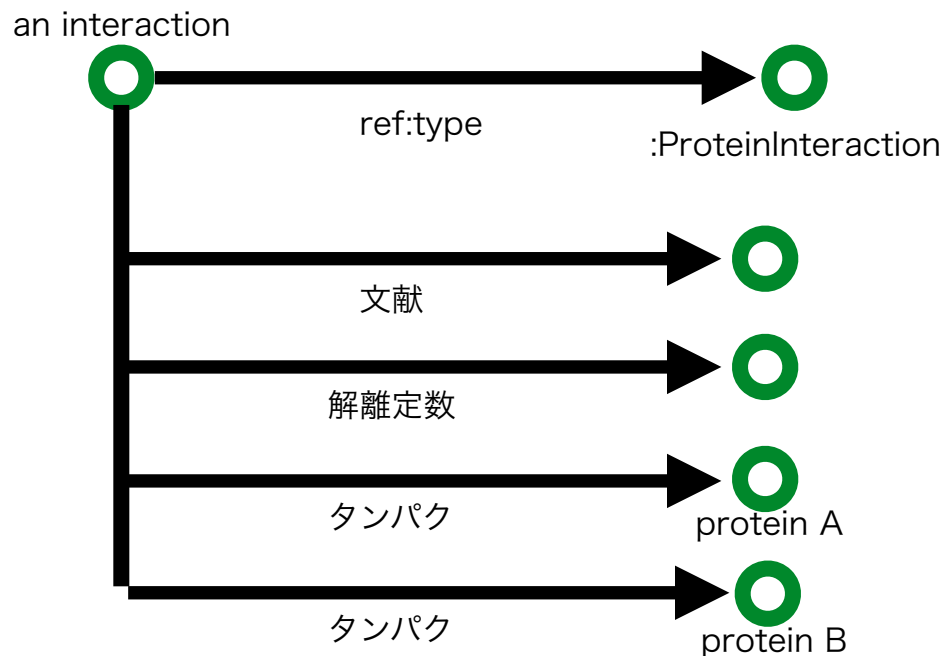 an interaction
ref:type
:ProteinInteraction
文献
解離定数
タンパク
protein A
タンパク
protein B